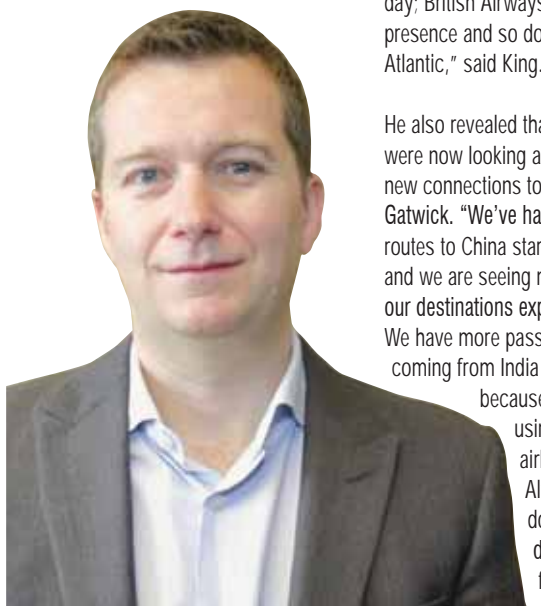 day; British Airways
presence and so do
Atlantic,” said King.
He also revealed tha
were now looking a
new connections to
Gatwick. “We’ve ha
routes to China star
and we are seeing r
our destinations exp
We have more pass
coming from India
because
usin
airl
Al
do
d
f